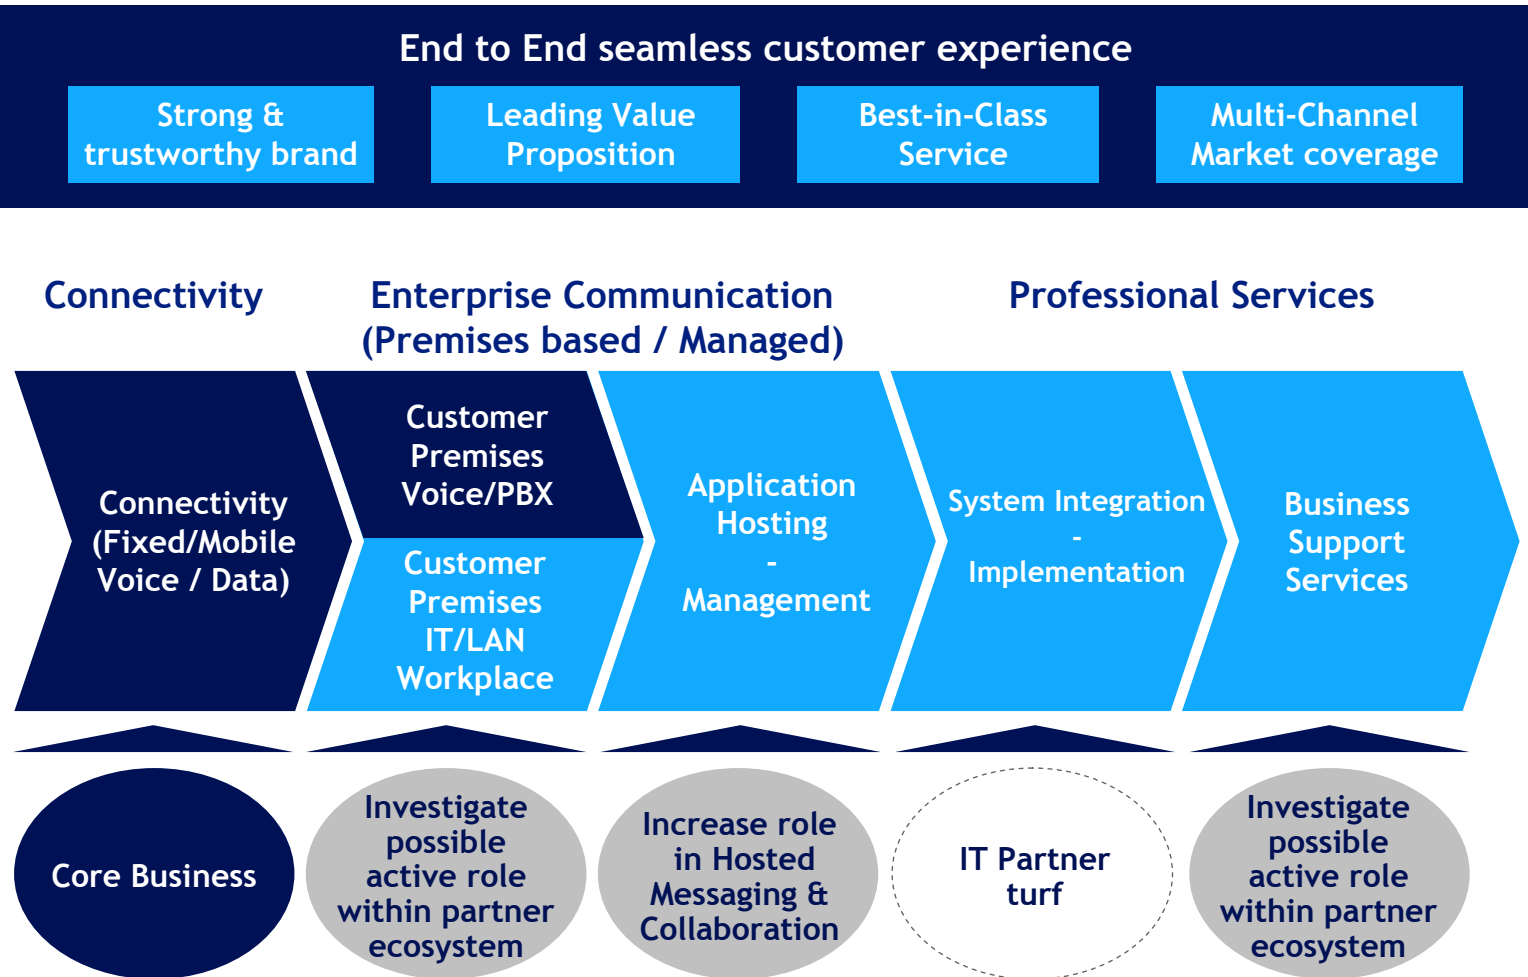 End to End seamless customer experience
Strong &
trustworthy brand
Leading Value
Proposition
Best-in-Class
Service
Multi-Channel
Market coverage
Connectivity
Enterprise Communication
(Premises based / Managed)
Professional Services
Connectivity
(Fixed/Mobile
Voice / Data)
Customer
Premises
Voice/PBX
Customer
Premises
IT/LAN
Workplace
Application
Hosting
-
Management
System Integration
-
Implementation
Business
Support
Services
Core Business
Investigate
possible
active role
within partner
ecosystem
Increase role
in Hosted
Messaging &
Collaboration
IT Partner
turf
Investigate
possible
active role
within partner
ecosystem